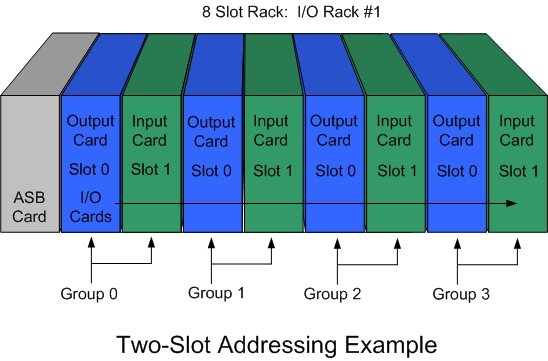 8 Slot Rack: I/O Rack #1
ASB
Card
Output
Card
Slot 0
I/O
Cards
Input
Card
Slot 1
Output
Card
Slot 0
Input
Card
Slot 1
Output
Card
Slot 0
Input
Card
Slot 1
Output
Card
Slot 0
Input
Card
Slot 1
Group 0
Group 1
Group 2
Group 3
Two-Slot Addressing Example